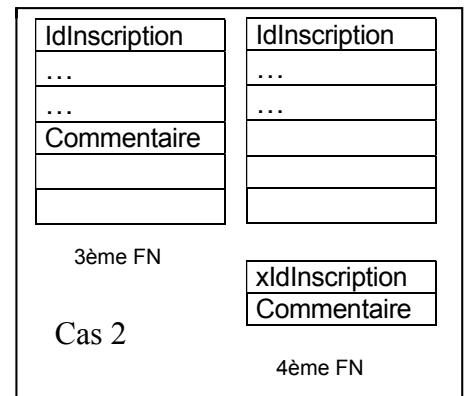 IdInscription
…
…
Commentaire
3ème FN
Cas 2
IdInscription
…
…
xIdInscription
Commentaire
4ème FN